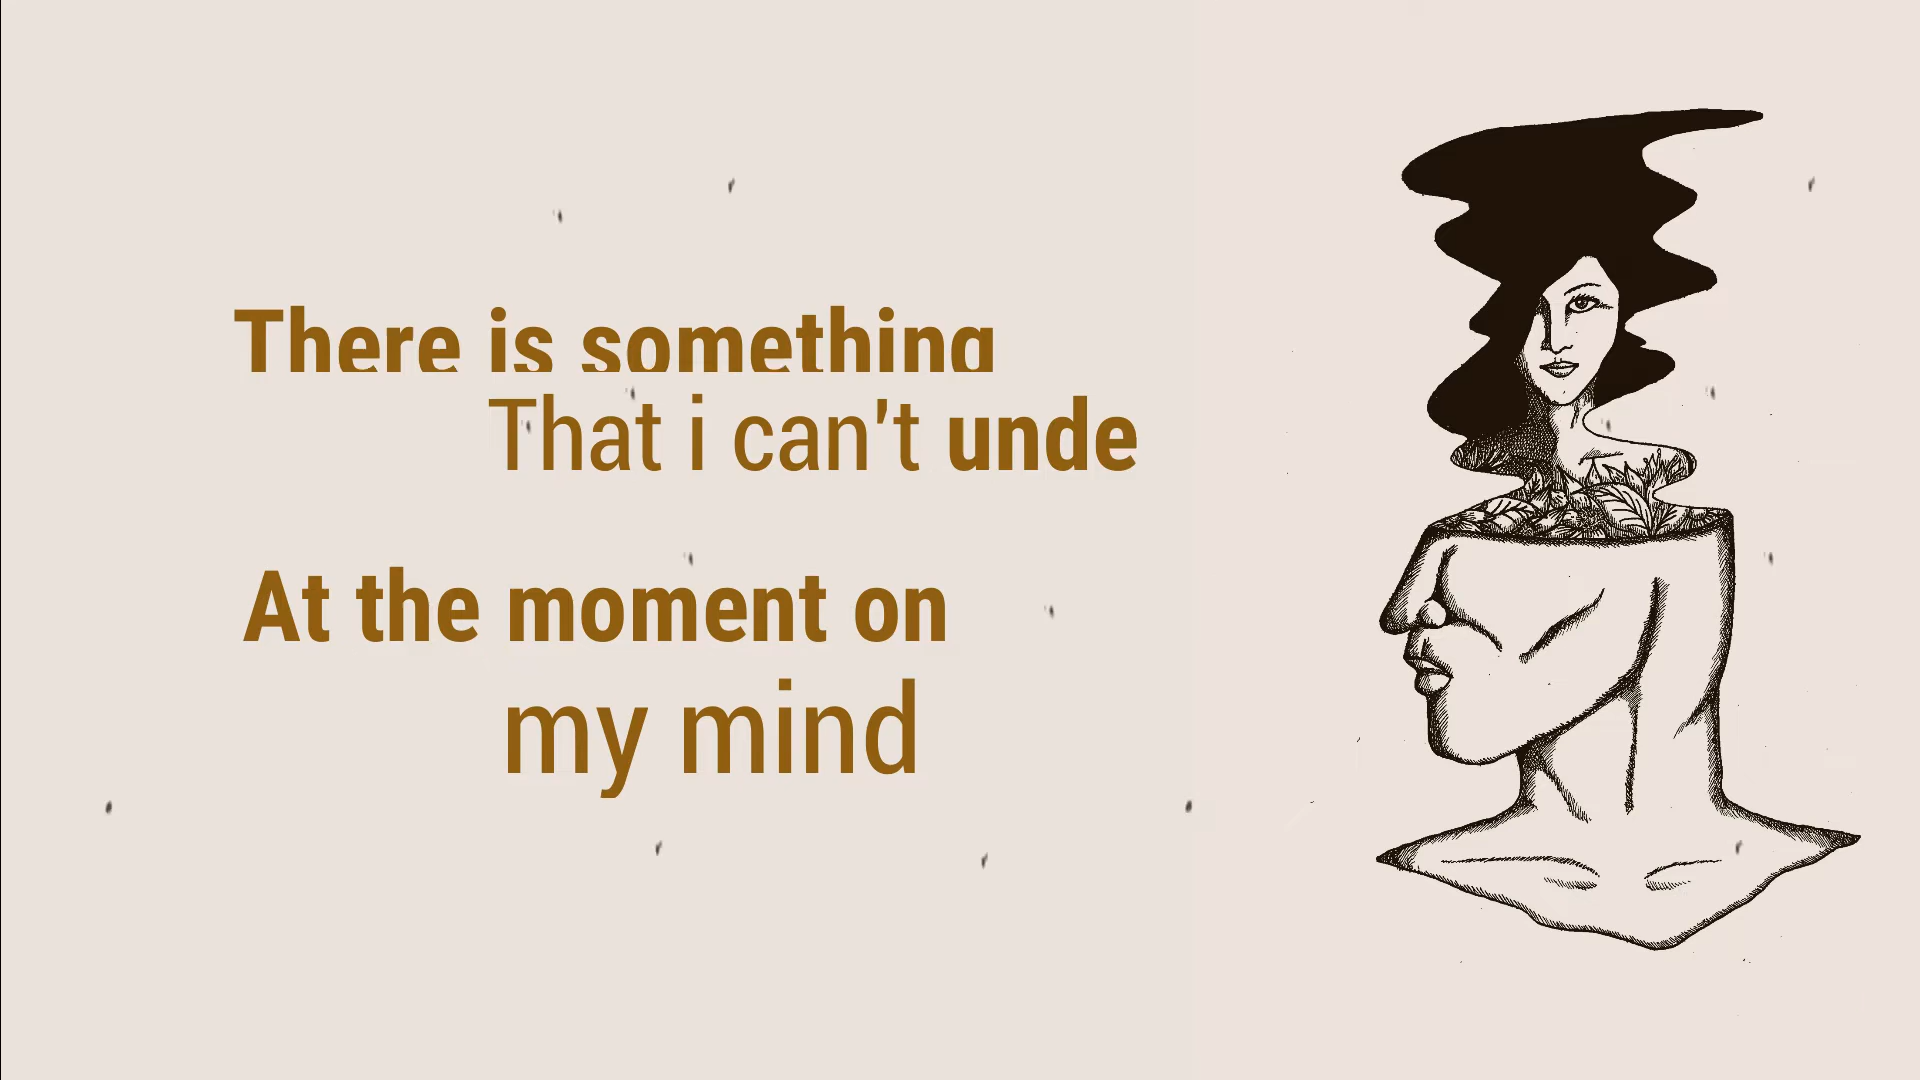 There is something
That i can't unde
At the moment on
my mind